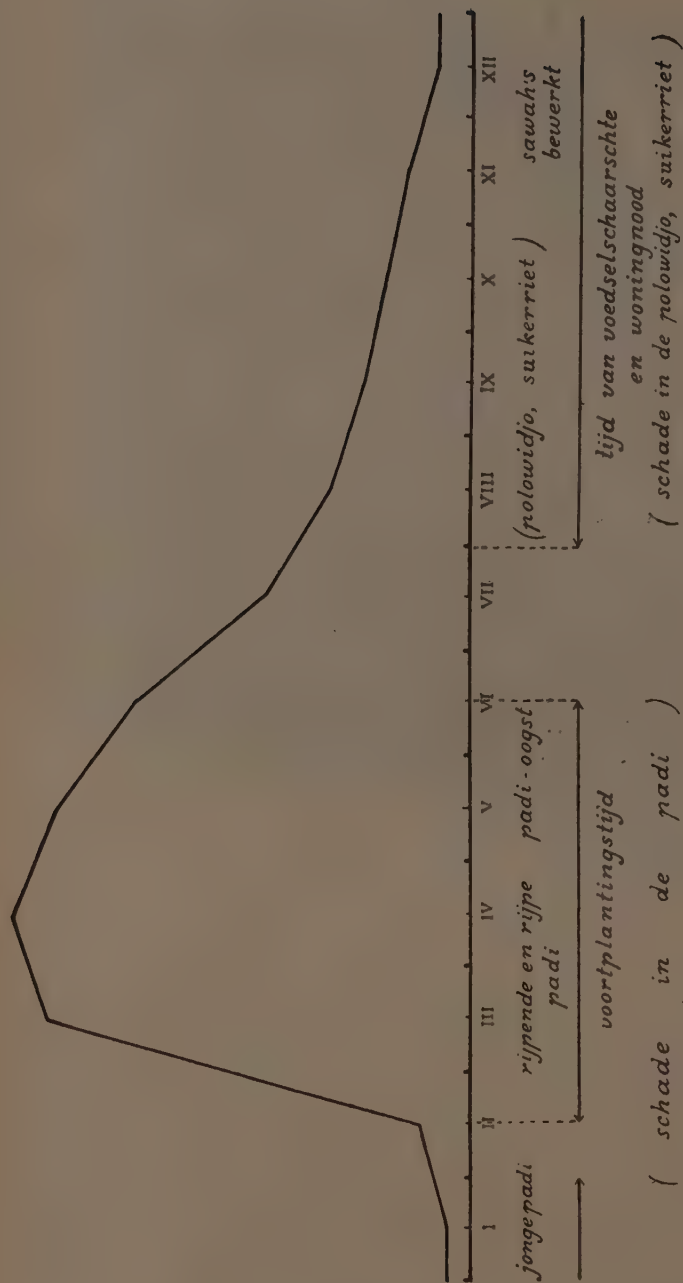 I II III IV V VI VII VIII IX X XI XII
jonge padi
rijpende en rijpe
padi
padi-oogst
(polowidjo, suikerriet)
sawah's
bewerkt
voortplantingstijd
tijd van voedselschaarschte
en woningnood
( schade in de padi )
( schade in de polowidjo, suikerriet )